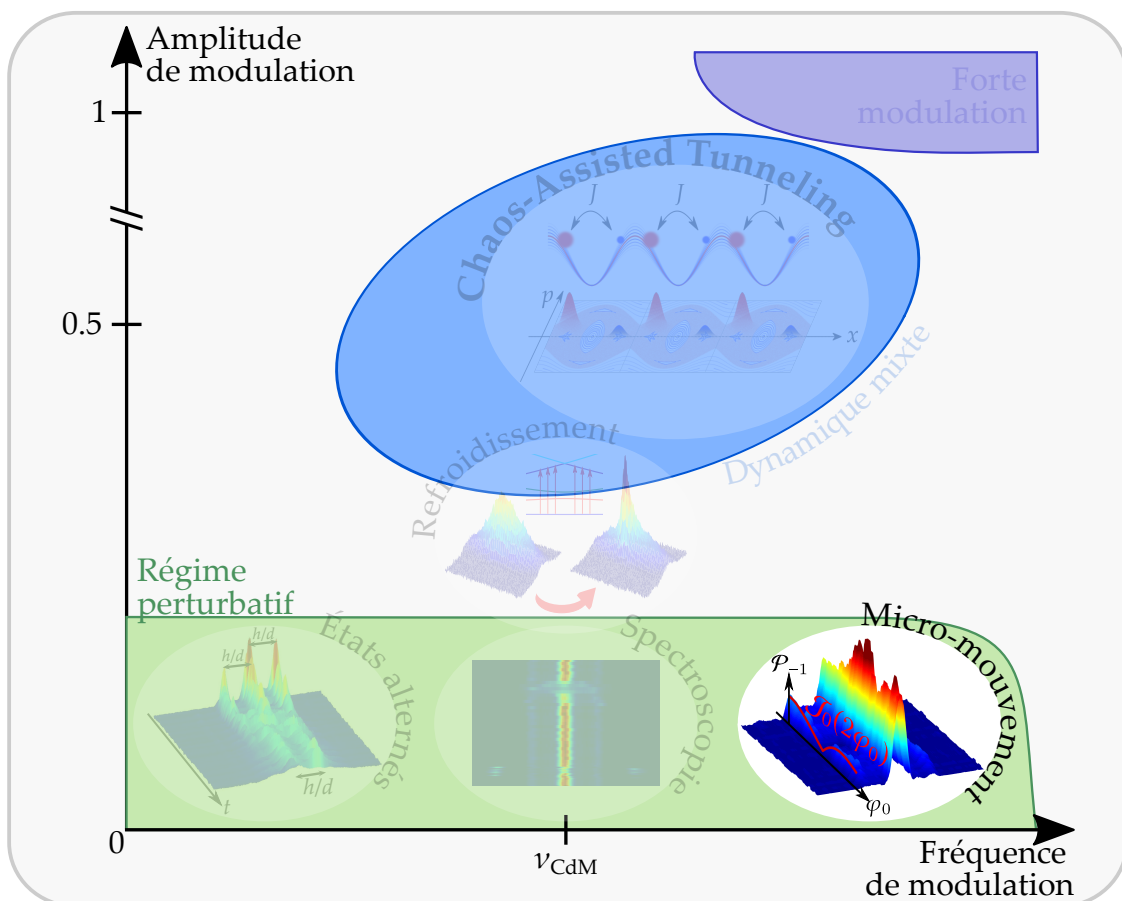 Amplitude
de modulation
1
0.5
0
Forte
modulation
Chaos-Assisted Tunneling
J J J
p
x
Dynamique mixte
Refroidissement
Régime
perturbatif
États alternés
h/d
h/d
h/d
t
Spectroscopie
Micro-mouvement
𝒫₋₁
J₀(2φ₀)
φ₀
ν_CdM
Fréquence
de modulation